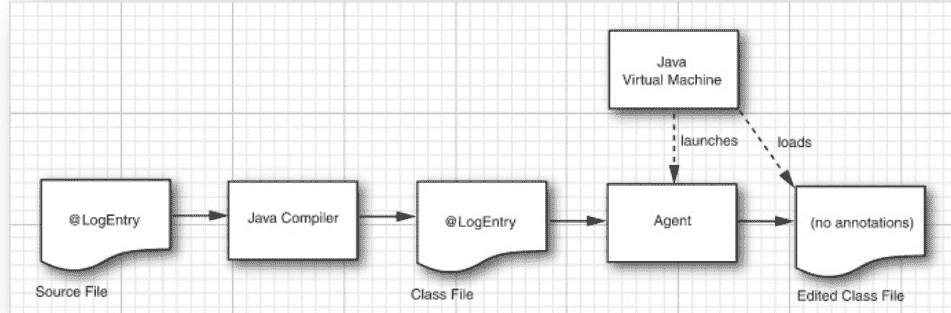 Java
Virtual Machine
launches
loads
@LogEntry
Java Compiler
@LogEntry
Agent
(no annotations)
Source File
Class File
Edited Class File